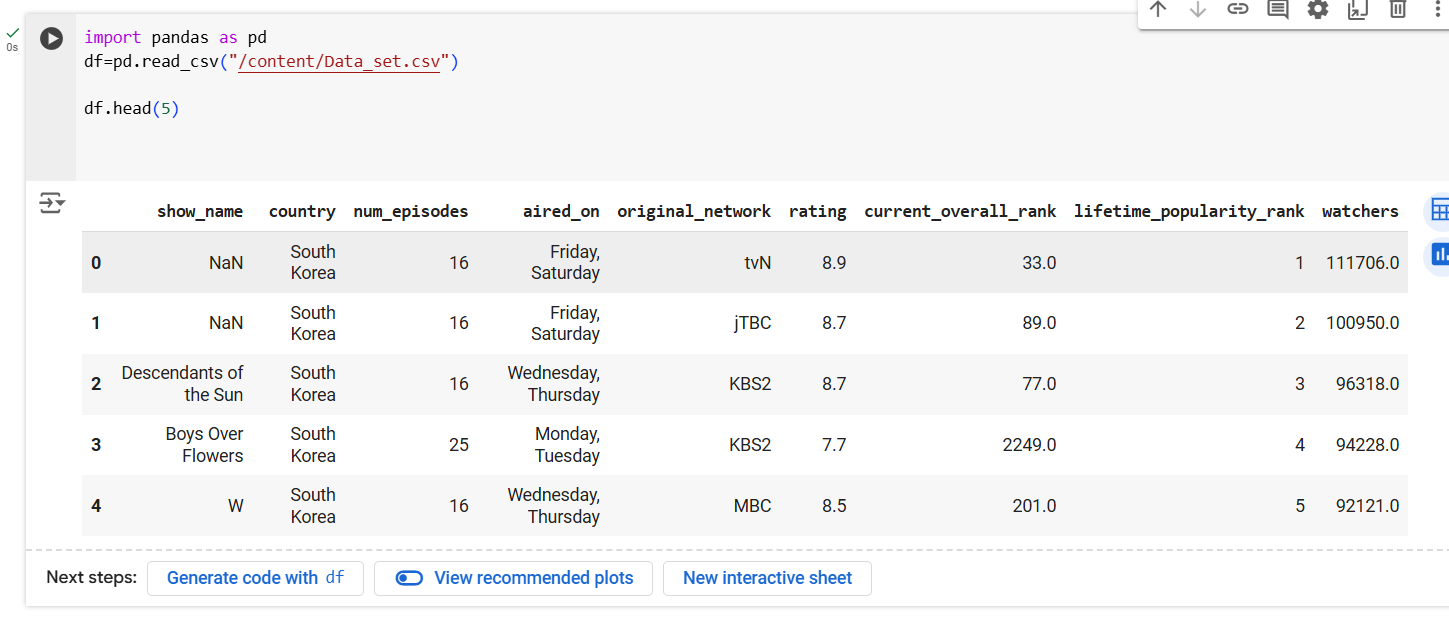 import pandas as pd
0s
df=pd.read_csv("/content/Data_set.csv")
df.head(5)
show_name country num_episodes aired_on original_network rating current_overall_rank lifetime_popularity_rank watchers
0 NaN South Korea 16 Friday, Saturday tvN 8.9 33.0 1 111706.0
1 NaN South Korea 16 Friday, Saturday jTBC 8.7 89.0 2 100950.0
2 Descendants of the Sun South Korea 16 Wednesday, Thursday KBS2 8.7 77.0 3 96318.0
3 Boys Over Flowers South Korea 25 Monday, Tuesday KBS2 7.7 2249.0 4 94228.0
4 W South Korea 16 Wednesday, Thursday MBC 8.5 201.0 5 92121.0
Next steps: Generate code with df View recommended plots New interactive sheet